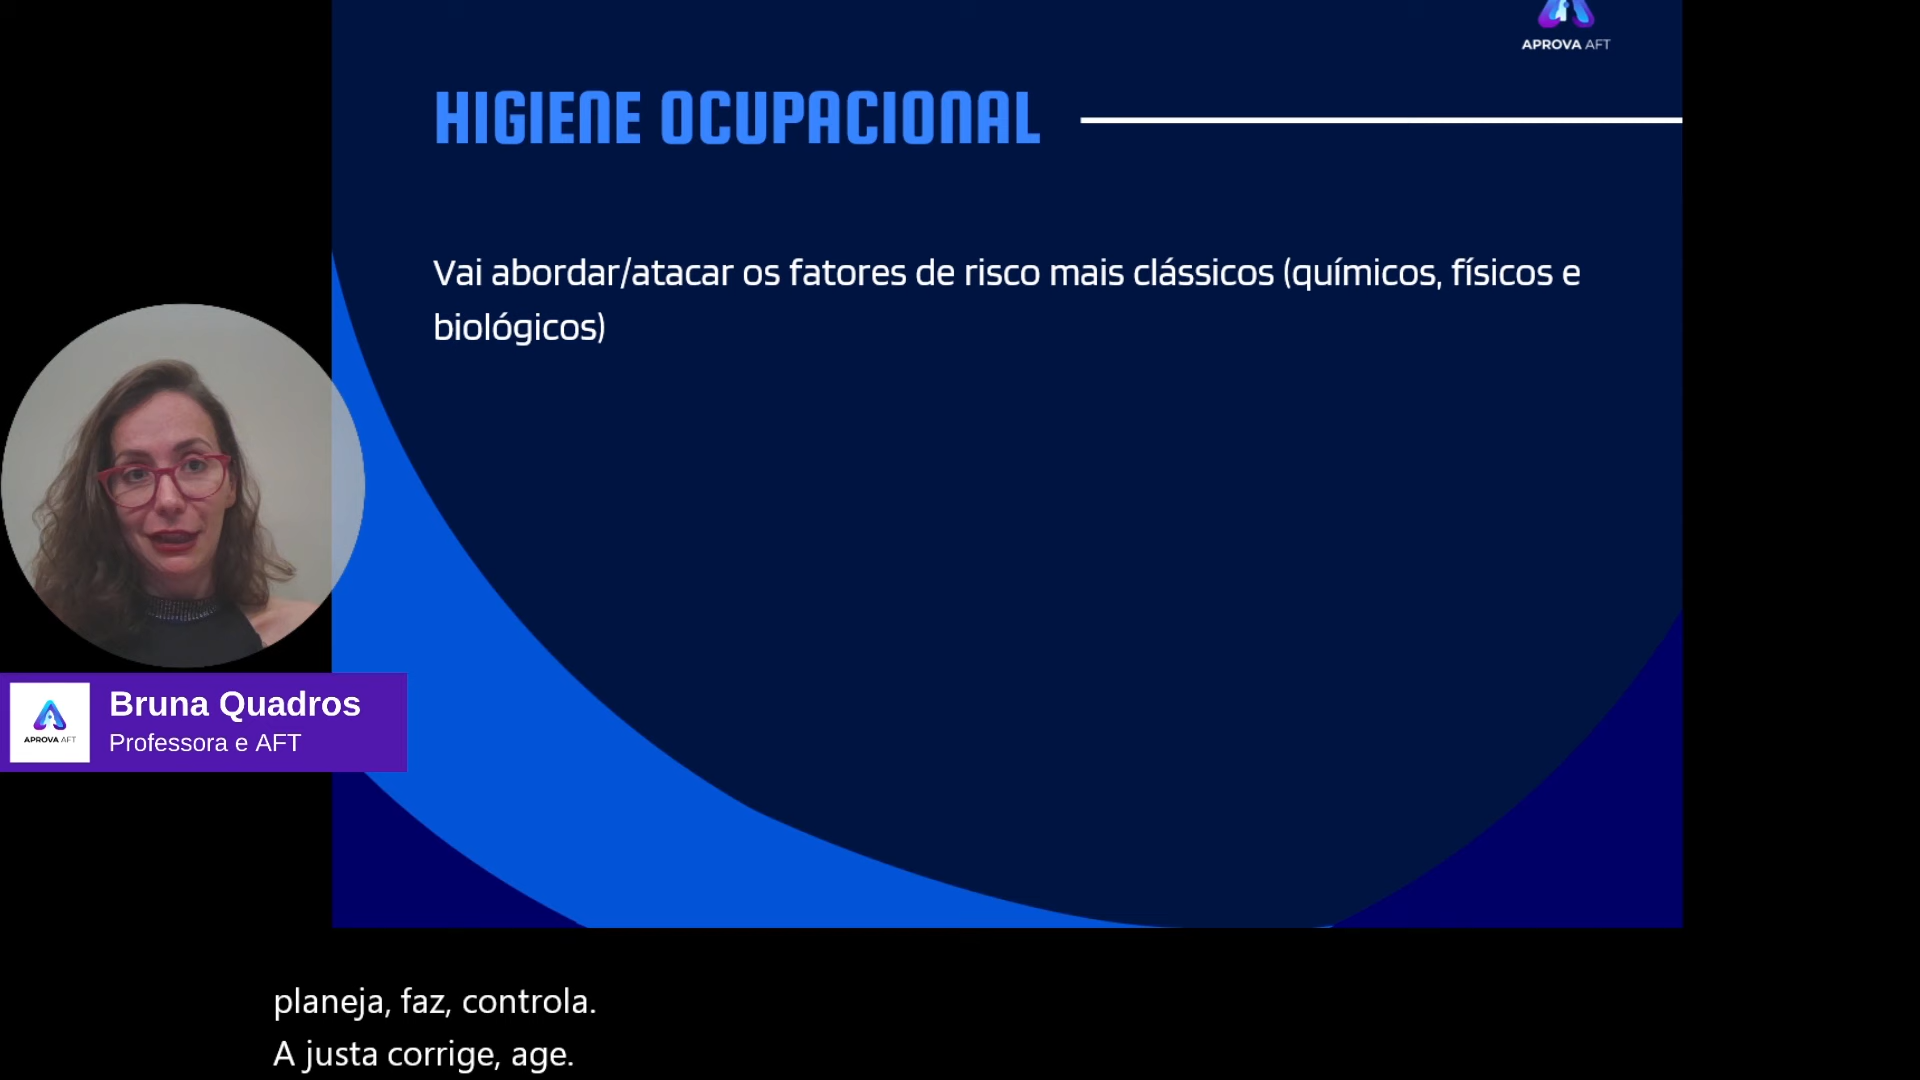 APROVA AFT
HIGIENE OCUPACIONAL
Vai abordar/atacar os fatores de risco mais clássicos (químicos, físicos e
biológicos)
APROVA AFT
Bruna Quadros
Professora e AFT
planeja, faz, controla.
A justa corrige, age.